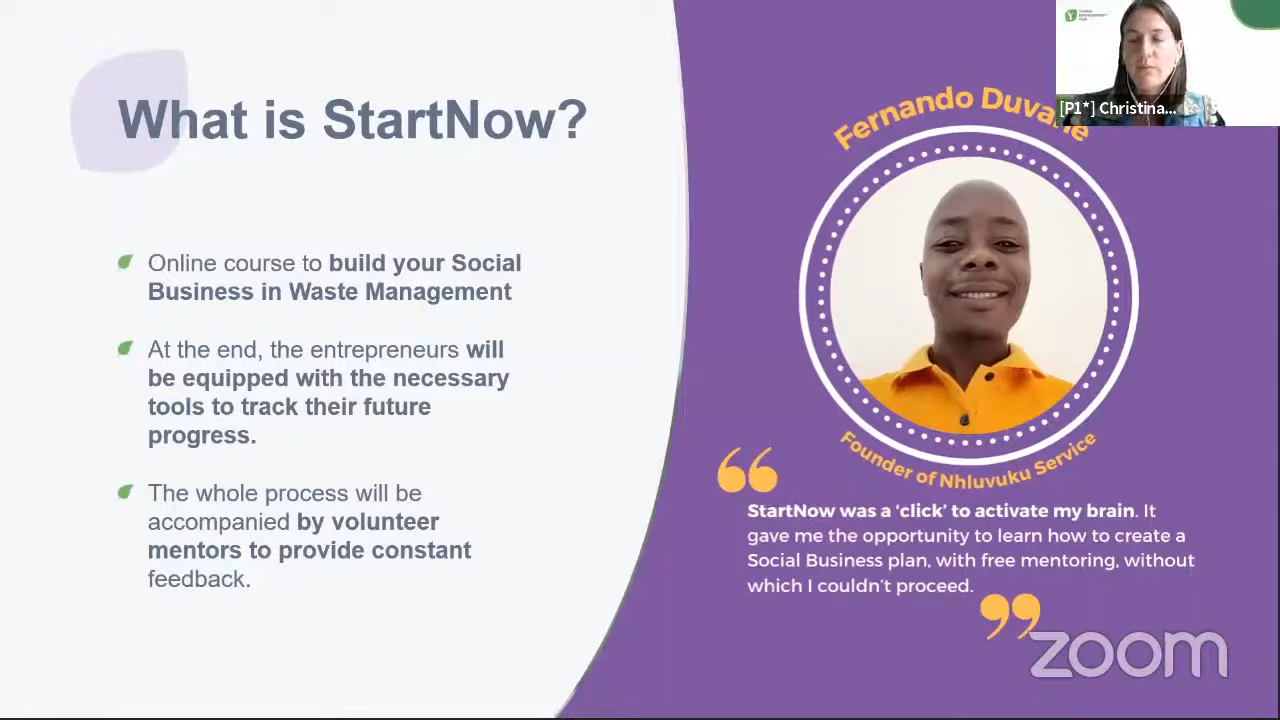 What is StartNow?
Online course to build your Social
Business in Waste Management
At the end, the entrepreneurs will
be equipped with the necessary
tools to track their future
progress.
The whole process will be
accompanied by volunteer
mentors to provide constant
feedback.
[P1*] Christina...
Fernando
Founder of Nhluvuku Service
“
StartNow was a ‘click’ to activate my brain. It
gave me the opportunity to learn how to create a
Social Business plan, with free mentoring, without
which I couldn’t proceed.
”
zoom